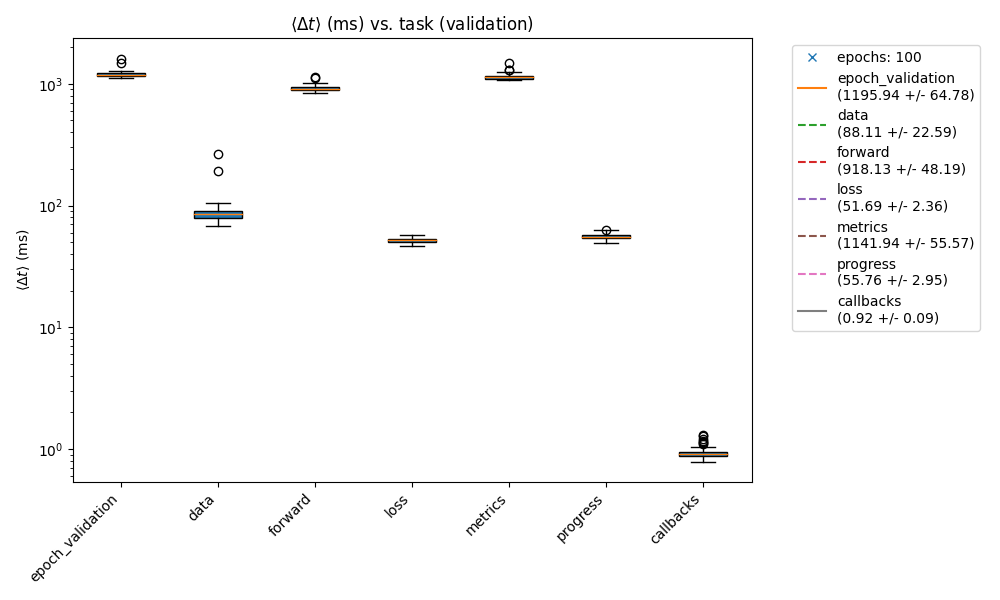 ⟨Δt⟩ (ms) vs. task (validation)
⟨Δt⟩ (ms)
10³
10²
10¹
10⁰
epoch_validation
data
forward
loss
metrics
progress
callbacks
epochs: 100
epoch_validation
(1195.94 +/- 64.78)
data
(88.11 +/- 22.59)
forward
(918.13 +/- 48.19)
loss
(51.69 +/- 2.36)
metrics
(1141.94 +/- 55.57)
progress
(55.76 +/- 2.95)
callbacks
(0.92 +/- 0.09)